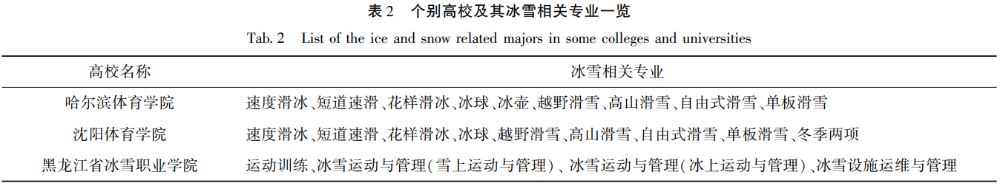 表 2 个别高校及其冰雪相关专业一览
Tab. 2 List of the ice and snow related majors in some colleges and universities
高校名称 冰雪相关专业
哈尔滨体育学院 速度滑冰、短道速滑、花样滑冰、冰球、冰壶、越野滑雪、高山滑雪、自由式滑雪、单板滑雪
沈阳体育学院 速度滑冰、短道速滑、花样滑冰、冰球、越野滑雪、高山滑雪、自由式滑雪、单板滑雪、冬季两项
黑龙江省冰雪职业学院 运动训练、冰雪运动与管理(雪上运动与管理)、冰雪运动与管理(冰上运动与管理)、冰雪设施运维与管理